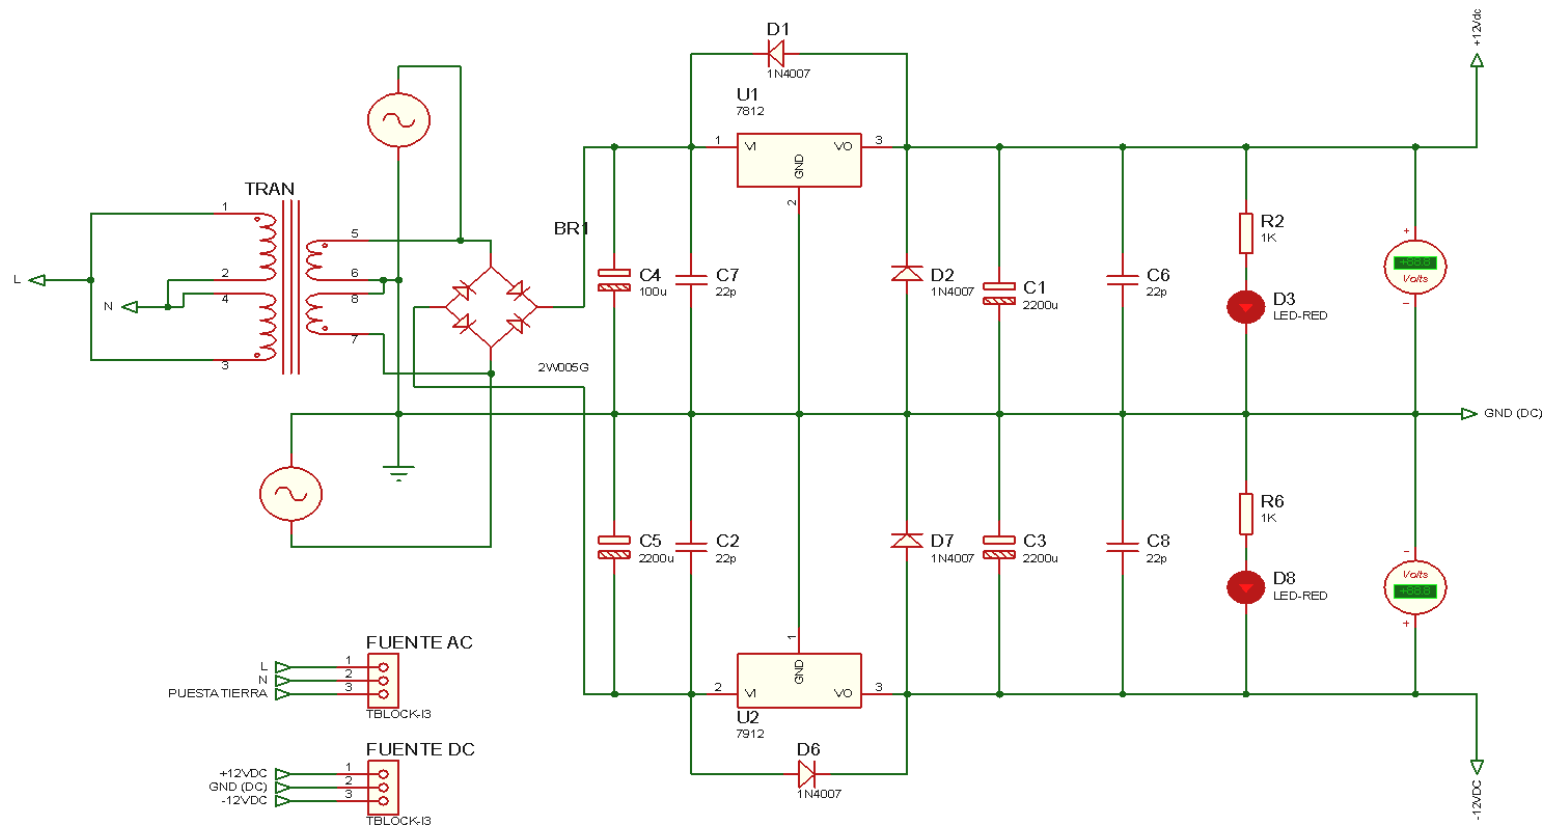 +12Vdc
D1
1N4007
U1
7812
1
VI
VO
3
GND
2
TRAN
1
2
4
3
5
6
8
7
L
N
BR1
2W005G
C4
100u
C7
22p
D2
1N4007
C1
2200u
C6
22p
R2
1K
D3
LED-RED
+
+88.8
Volts
−
GND (DC)
C5
2200u
C2
22p
D7
1N4007
C3
2200u
C8
22p
R6
1K
D8
LED-RED
−
Volts
+88.8
+
1
GND
2
VI
VO
3
U2
7912
D6
1N4007
-12VDC
FUENTE AC
L
1
N
2
PUESTA TIERRA
3
TBLOCK-I3
FUENTE DC
+12VDC
1
GND (DC)
2
-12VDC
3
TBLOCK-I3